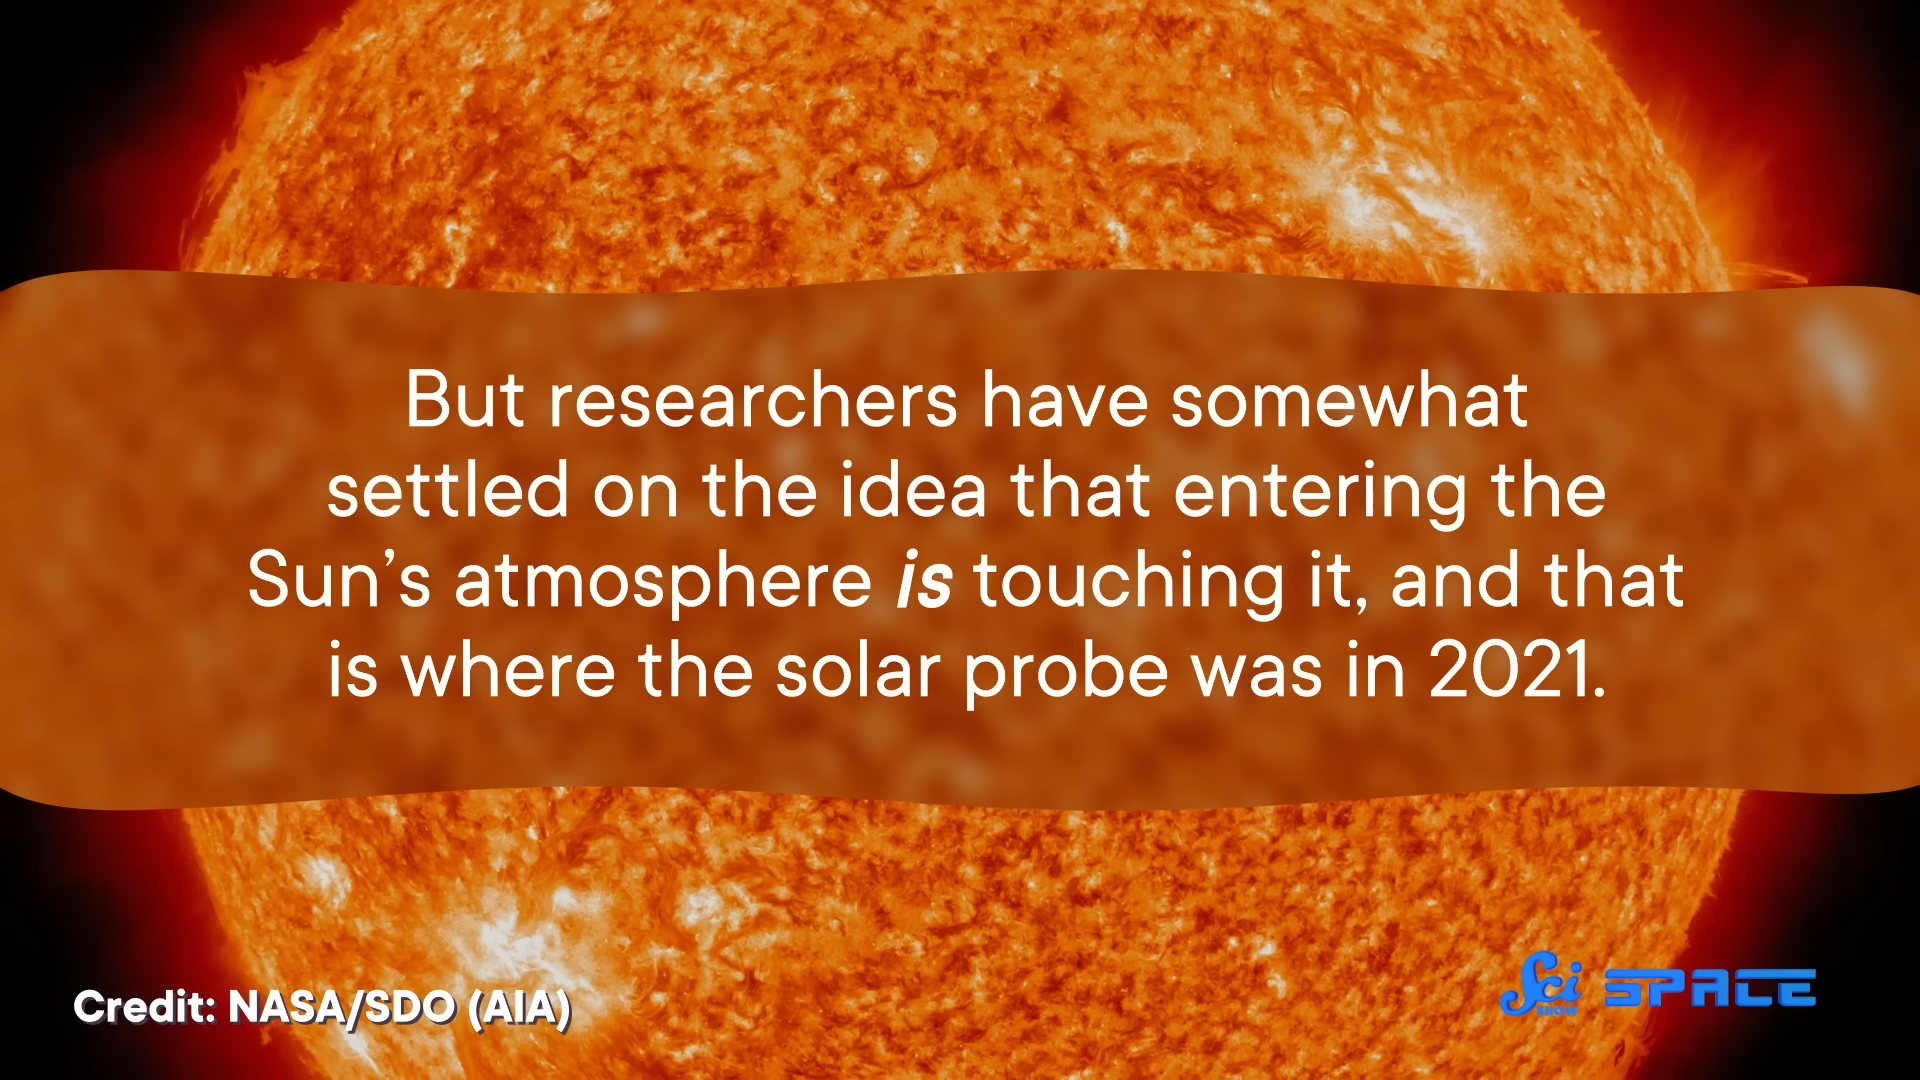 But researchers have somewhat
settled on the idea that entering the
Sun’s atmosphere is touching it, and that
is where the solar probe was in 2021.
Credit: NASA/SDO (AIA)
Sci SHOW SPACE